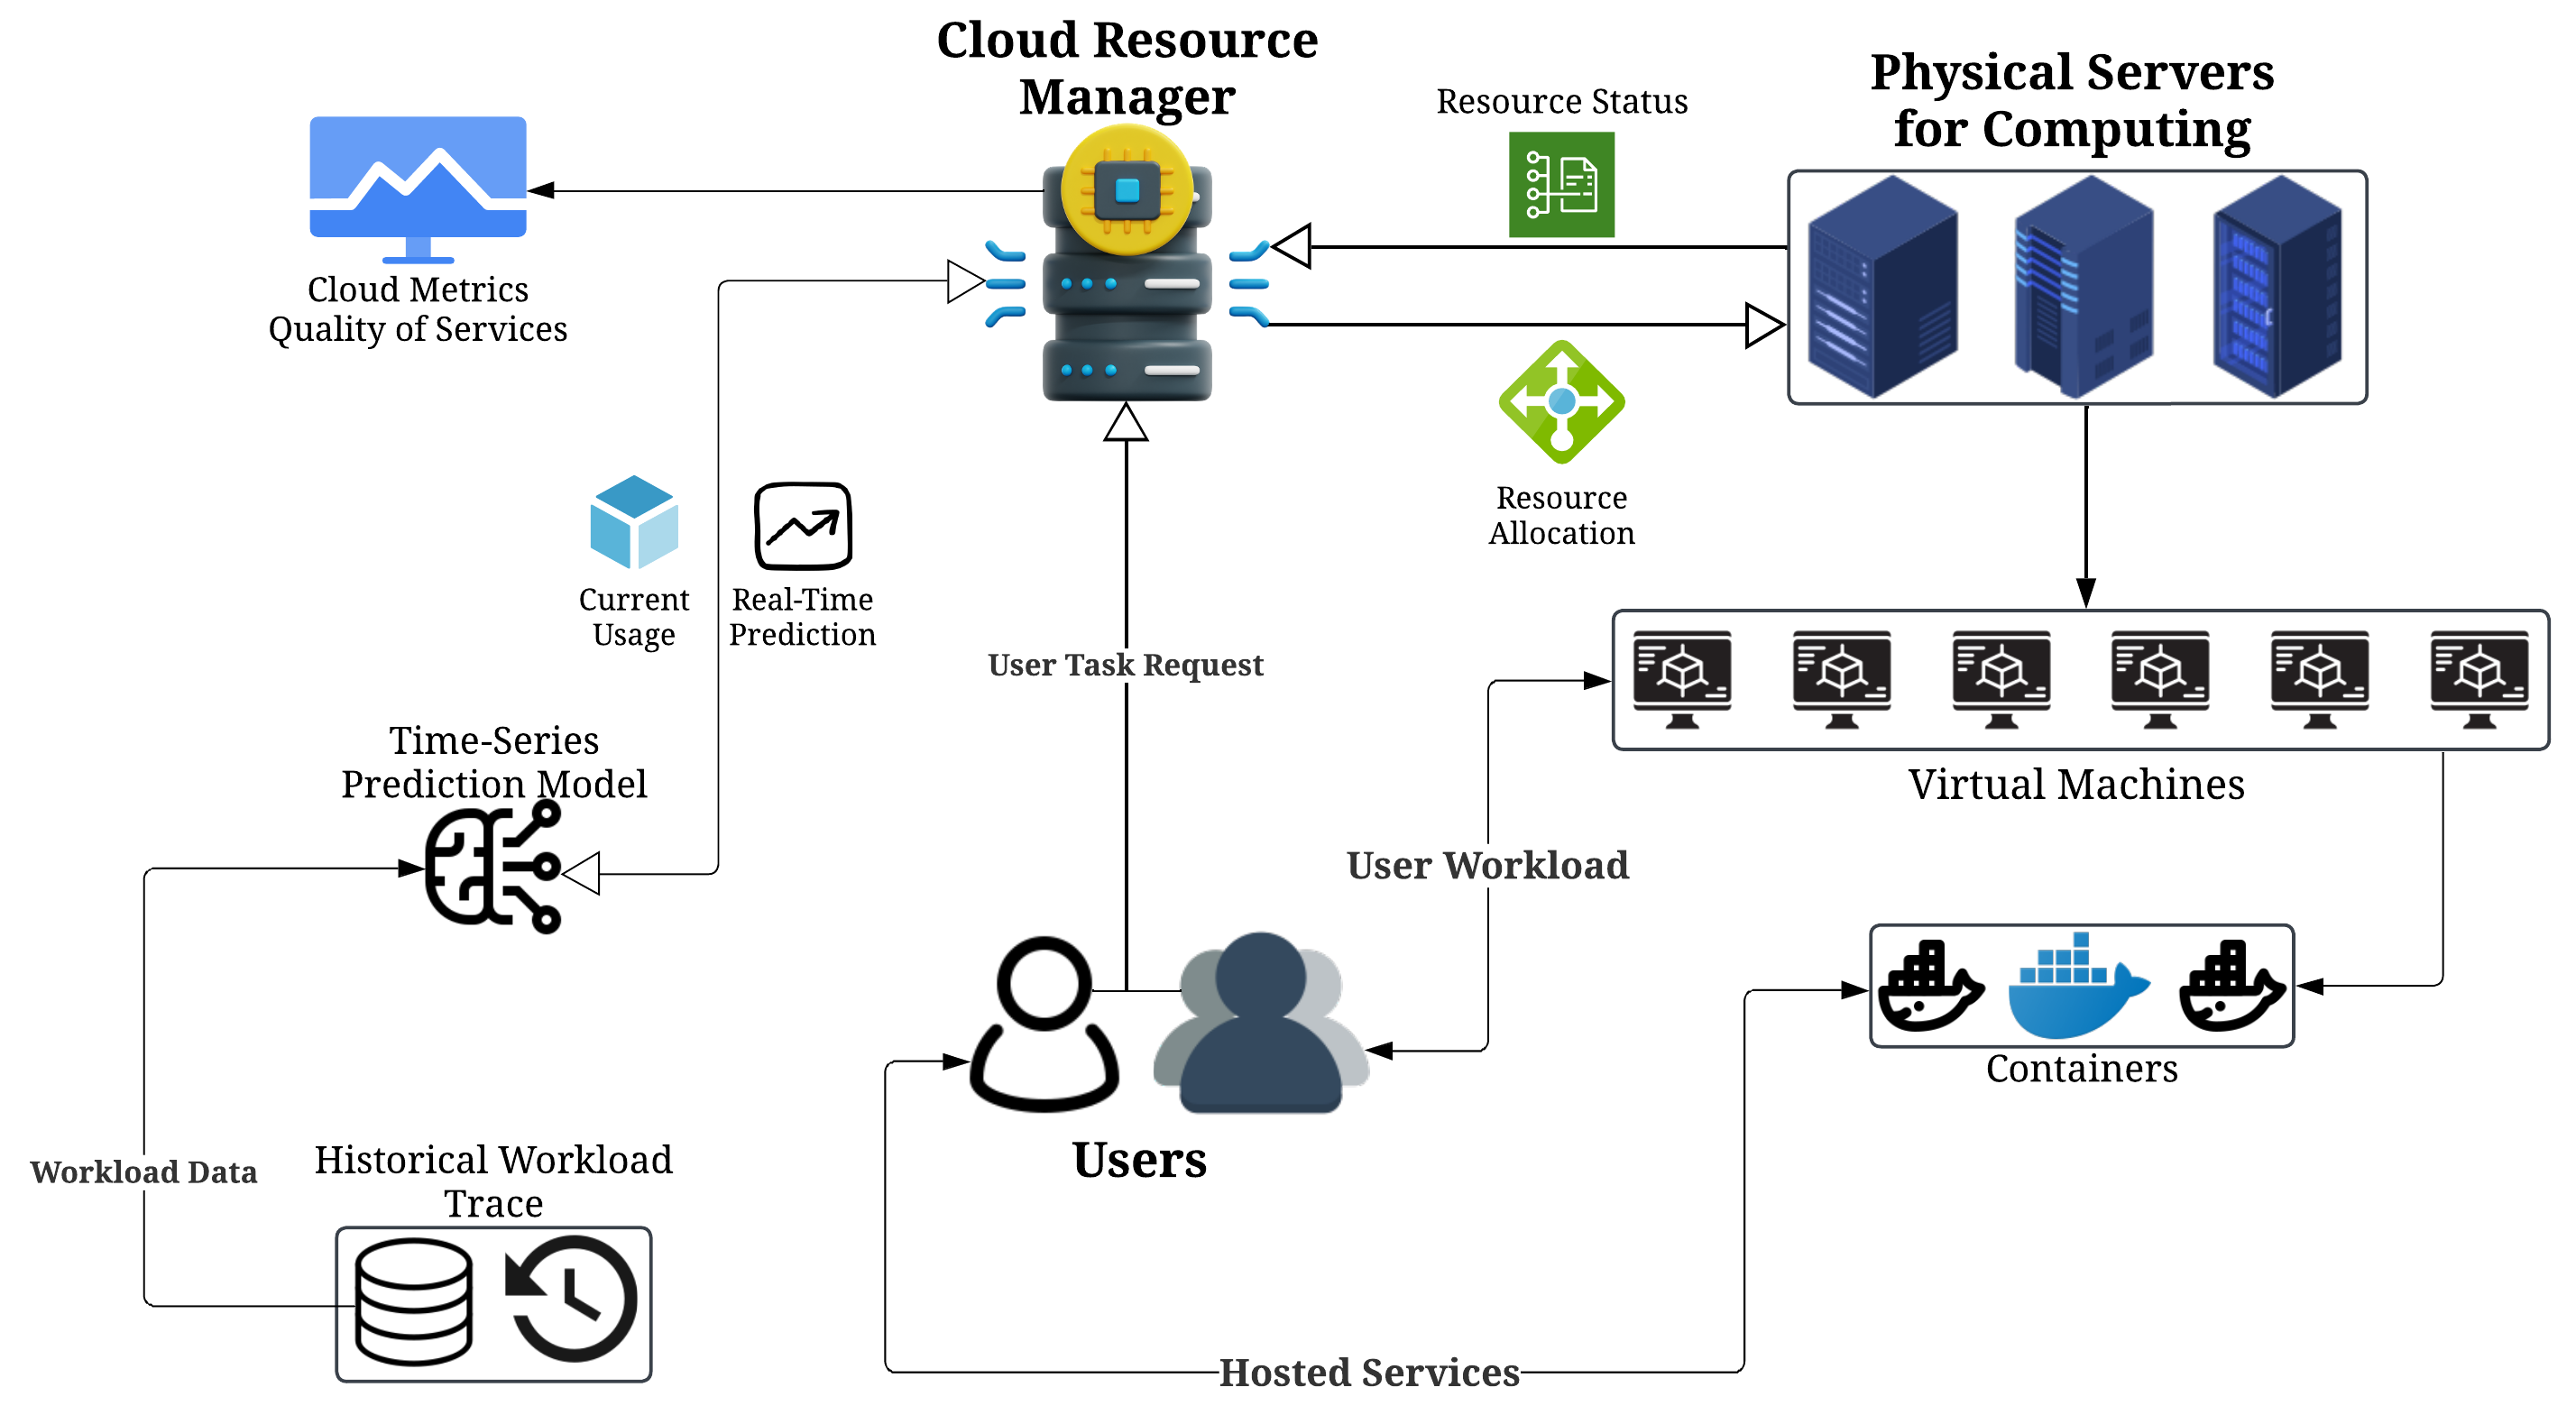 Cloud Resource
Manager
Physical Servers
for Computing
Resource Status
Cloud Metrics
Quality of Services
Resource
Allocation
Current
Usage
Real-Time
Prediction
User Task Request
Time-Series
Prediction Model
Virtual Machines
User Workload
Containers
Users
Historical Workload
Trace
Workload Data
Hosted Services